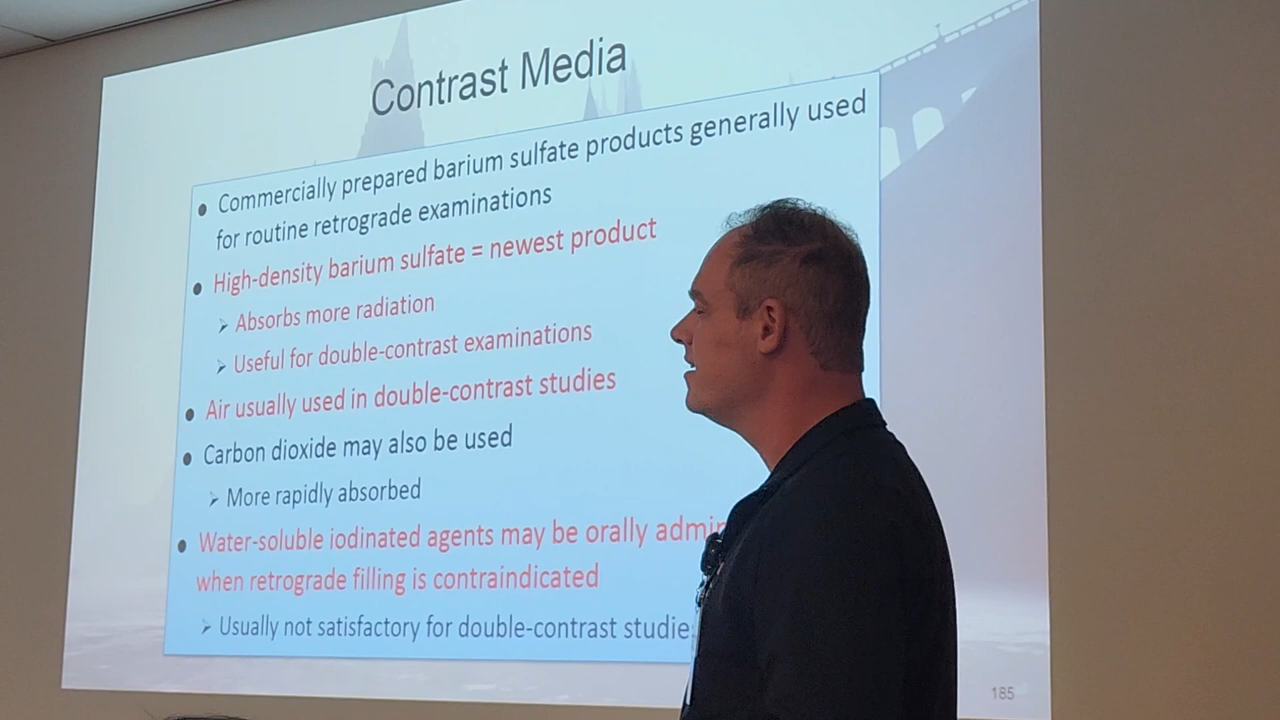 Contrast Media
Commercially prepared barium sulfate products generally used
for routine retrograde examinations
High-density barium sulfate = newest product
Absorbs more radiation
Useful for double-contrast examinations
Air usually used in double-contrast studies
Carbon dioxide may also be used
More rapidly absorbed
Water-soluble iodinated agents may be orally
when retrograde filling is contraindicated
Usually not satisfactory for double-contrast
185